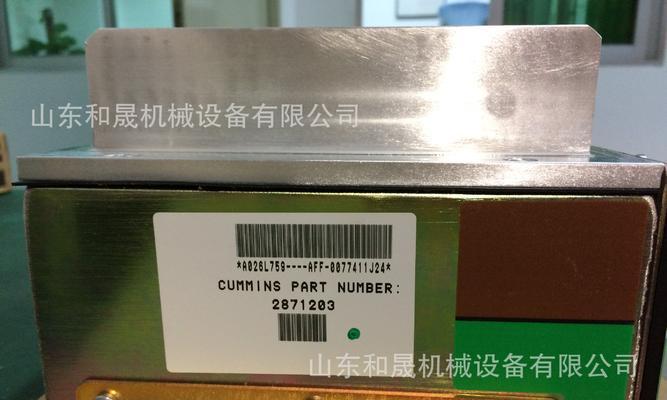 山东和晟机械设备有限公司
*A026L759----AFF-0077411J24*
CUMMINS PART NUMBER:
2871203
山东和晟机械设备有限公司